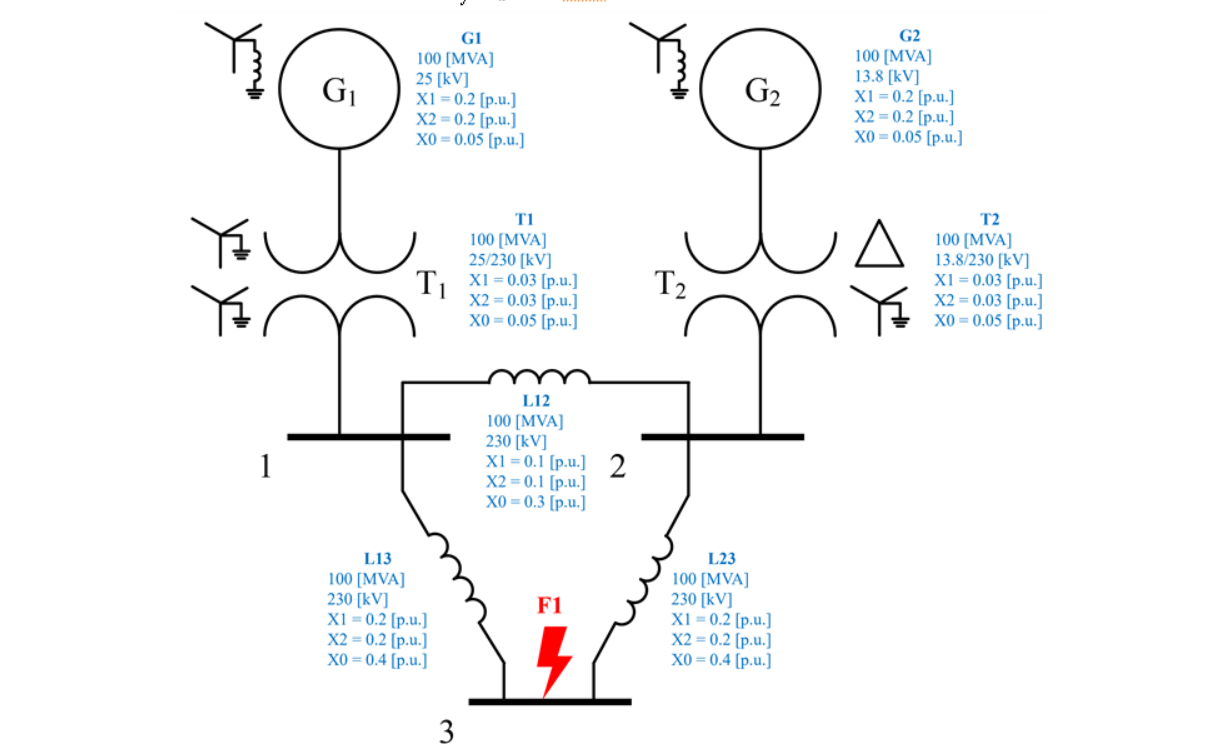 G1
100 [MVA]
25 [kV]
X1 = 0.2 [p.u.]
X2 = 0.2 [p.u.]
X0 = 0.05 [p.u.]
G1
G2
100 [MVA]
13.8 [kV]
X1 = 0.2 [p.u.]
X2 = 0.2 [p.u.]
X0 = 0.05 [p.u.]
G2
T1
100 [MVA]
25/230 [kV]
X1 = 0.03 [p.u.]
X2 = 0.03 [p.u.]
X0 = 0.05 [p.u.]
T1
T2
T2
100 [MVA]
13.8/230 [kV]
X1 = 0.03 [p.u.]
X2 = 0.03 [p.u.]
X0 = 0.05 [p.u.]
L12
100 [MVA]
230 [kV]
X1 = 0.1 [p.u.]
X2 = 0.1 [p.u.]
X0 = 0.3 [p.u.]
1
2
L13
100 [MVA]
230 [kV]
X1 = 0.2 [p.u.]
X2 = 0.2 [p.u.]
X0 = 0.4 [p.u.]
F1
L23
100 [MVA]
230 [kV]
X1 = 0.2 [p.u.]
X2 = 0.2 [p.u.]
X0 = 0.4 [p.u.]
3